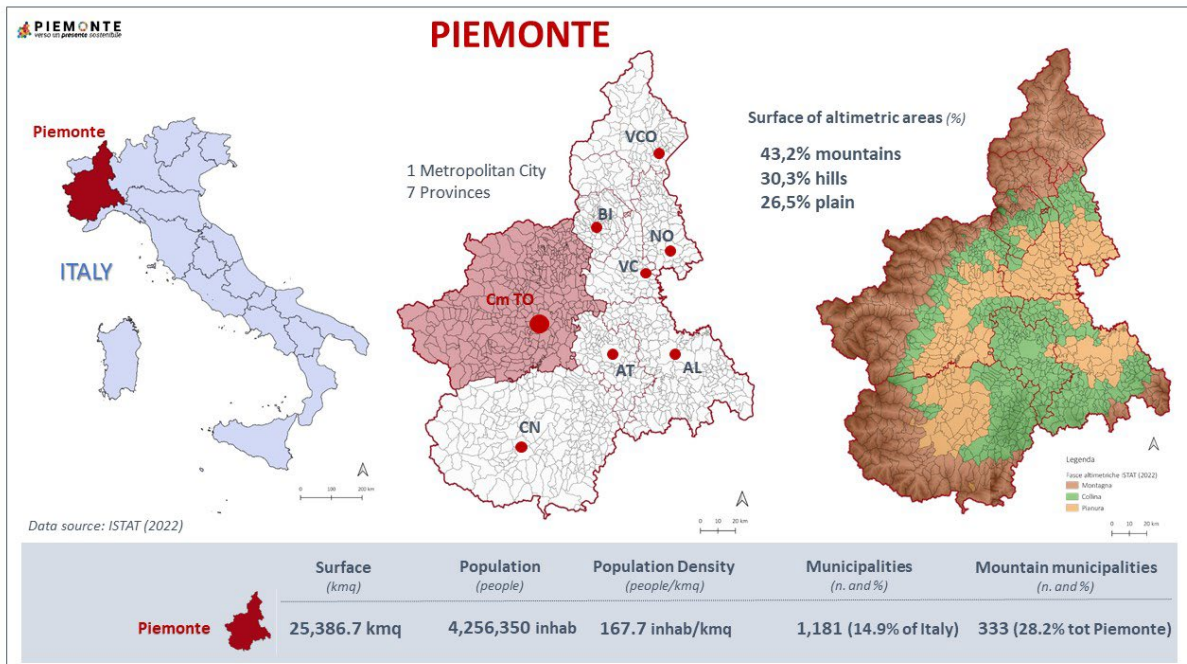 PIEMONTE
verso un presente sostenibile
PIEMONTE
Piemonte
ITALY
0 100 200 km
Data source: ISTAT (2022)
1 Metropolitan City
7 Provinces
VCO
BI
NO
VC
Cm TO
AT
AL
CN
0 10 20 km
Surface of altimetric areas (%)
43,2% mountains
30,3% hills
26,5% plain
Legenda
Fasce altimetriche ISTAT (2022)
Montagna
Collina
Pianura
0 10 20 km
Surface Population Population Density Municipalities Mountain municipalities
(kmq) (people) (people/kmq) (n. and %) (n. and %)
Piemonte 25,386.7 kmq 4,256,350 inhab 167.7 inhab/kmq 1,181 (14.9% of Italy) 333 (28.2% tot Piemonte)